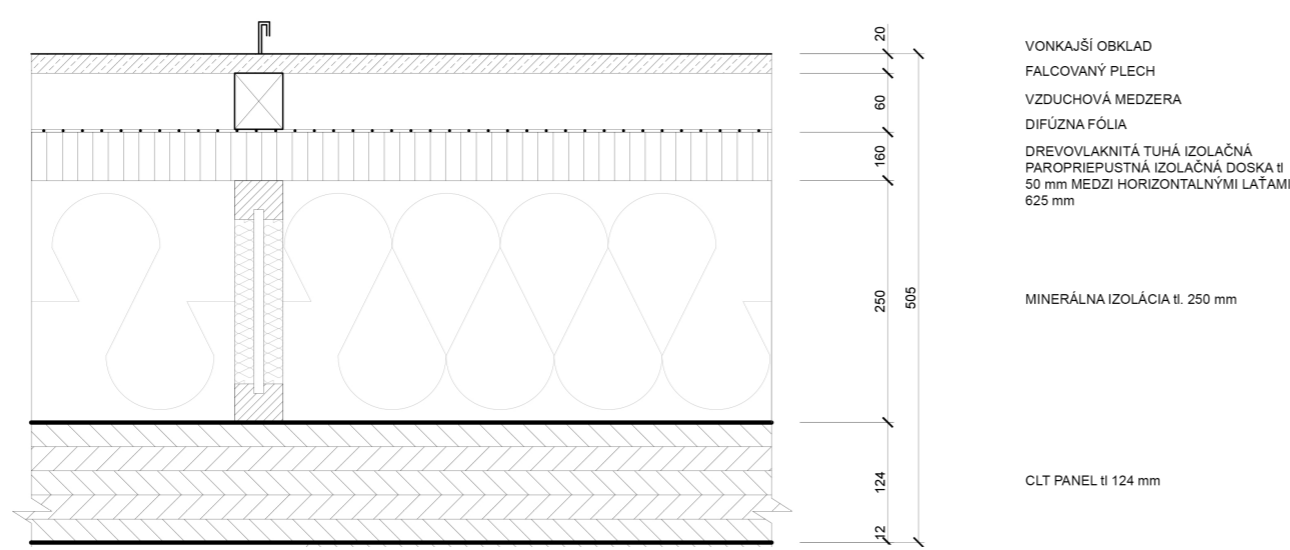 20
60
160
250
505
124
12
VONKAJŠÍ OBKLAD
FALCOVANÝ PLECH
VZDUCHOVÁ MEDZERA
DIFÚZNA FÓLIA
DREVOVLAKNITÁ TUHÁ IZOLAČNÁ
PAROPRIEPUSTNÁ IZOLAČNÁ DOSKA tl
50 mm MEDZI HORIZONTALNÝMI LAŤAMI
625 mm
MINERÁLNA IZOLÁCIA tl. 250 mm
CLT PANEL tl 124 mm